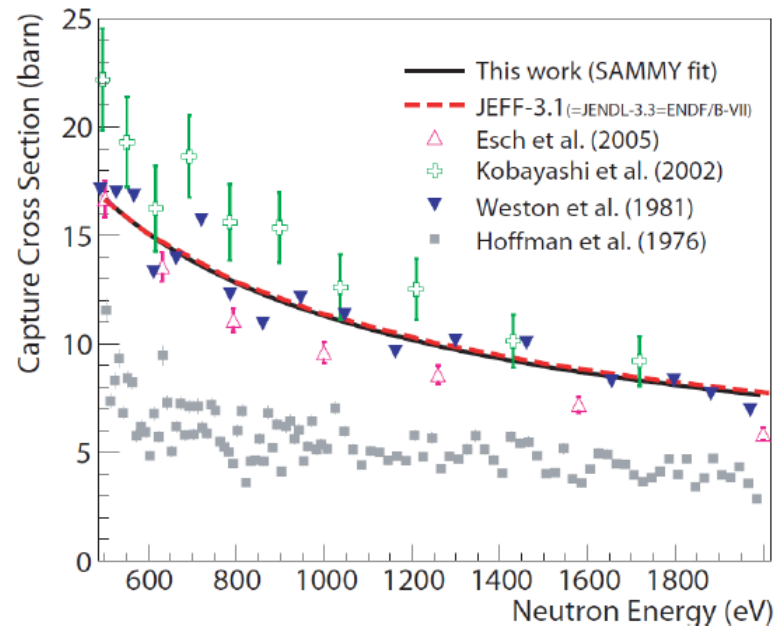 Capture Cross Section (barn)
25
20
15
10
5
0
This work (SAMMY fit)
JEFF-3.1(=JENDL-3.3=ENDF/B-VII)
Esch et al. (2005)
Kobayashi et al. (2002)
Weston et al. (1981)
Hoffman et al. (1976)
600 800 1000 1200 1400 1600 1800
Neutron Energy (eV)